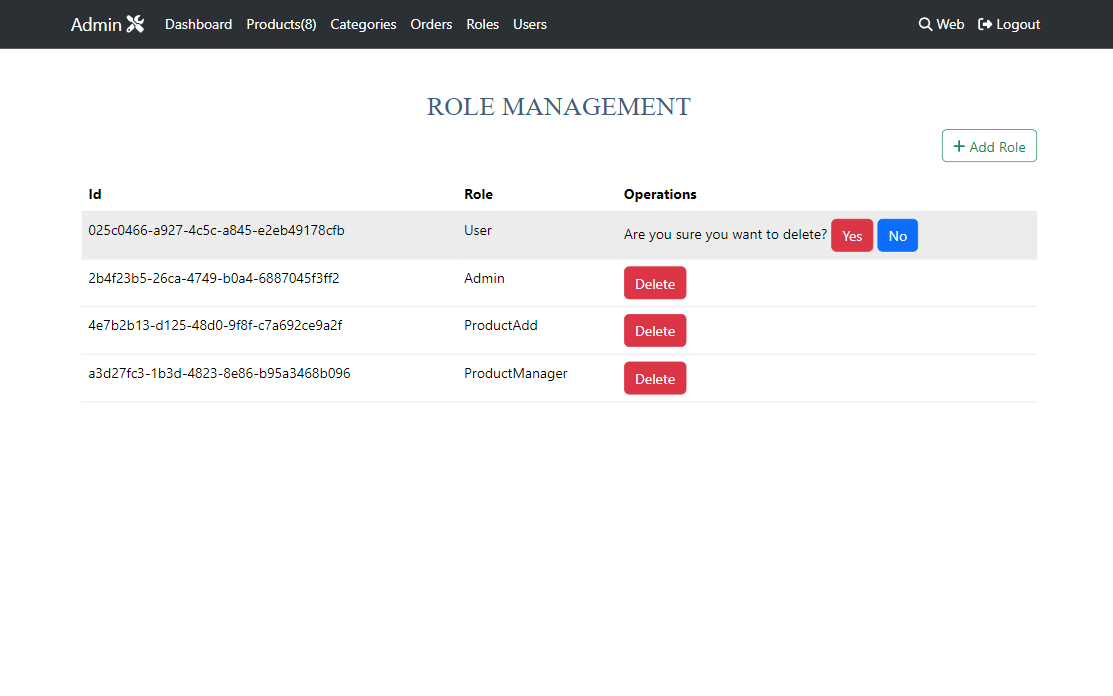 Admin Dashboard Products(8) Categories Orders Roles Users Web Logout
ROLE MANAGEMENT
Add Role
Id Role Operations
025c0466-a927-4c5c-a845-e2eb49178cfb User Are you sure you want to delete? Yes No
2b4f23b5-26ca-4749-b0a4-6887045f3ff2 Admin Delete
4e7b2b13-d125-48d0-9f8f-c7a692ce9a2f ProductAdd Delete
a3d27fc3-1b3d-4823-8e86-b95a3468b096 ProductManager Delete